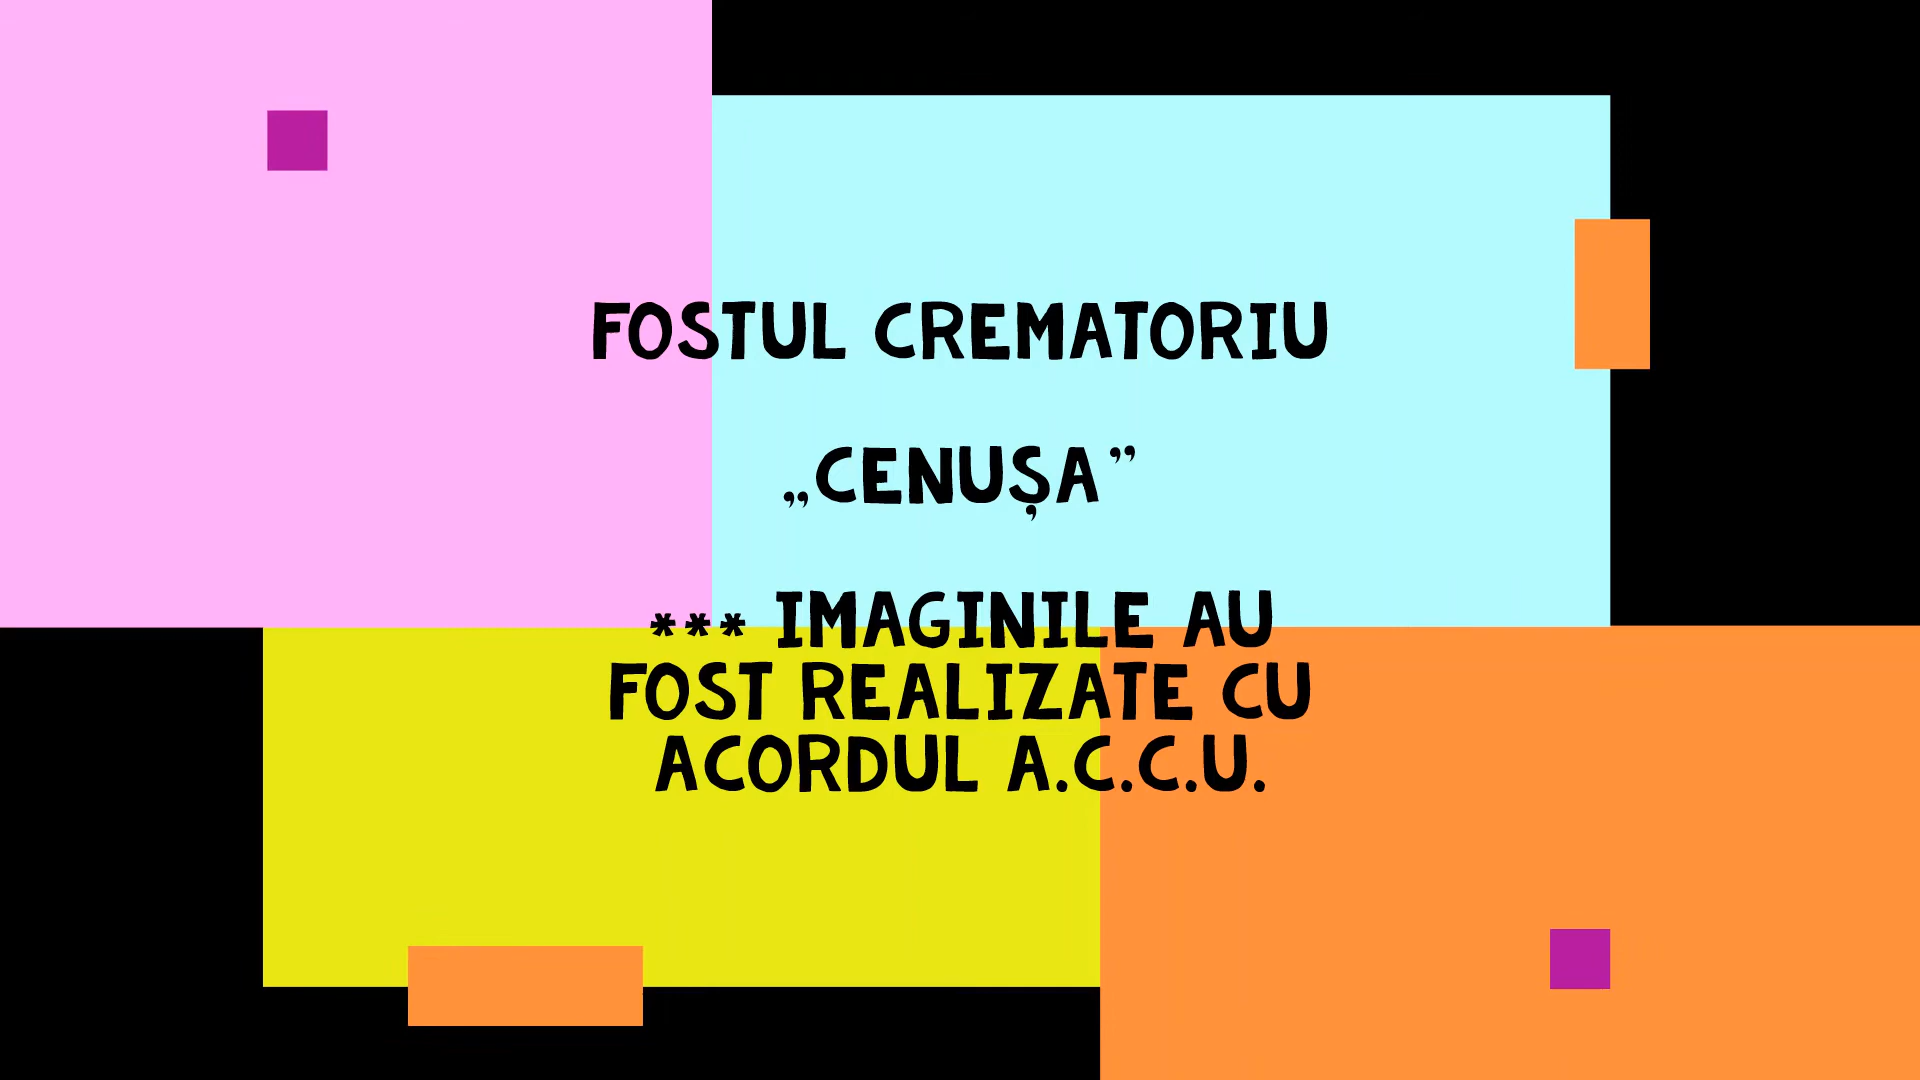 FOSTUL CREMATORIU
„CENUȘA”
*** IMAGINILE AU
FOST REALIZATE CU
ACORDUL A.C.C.U.